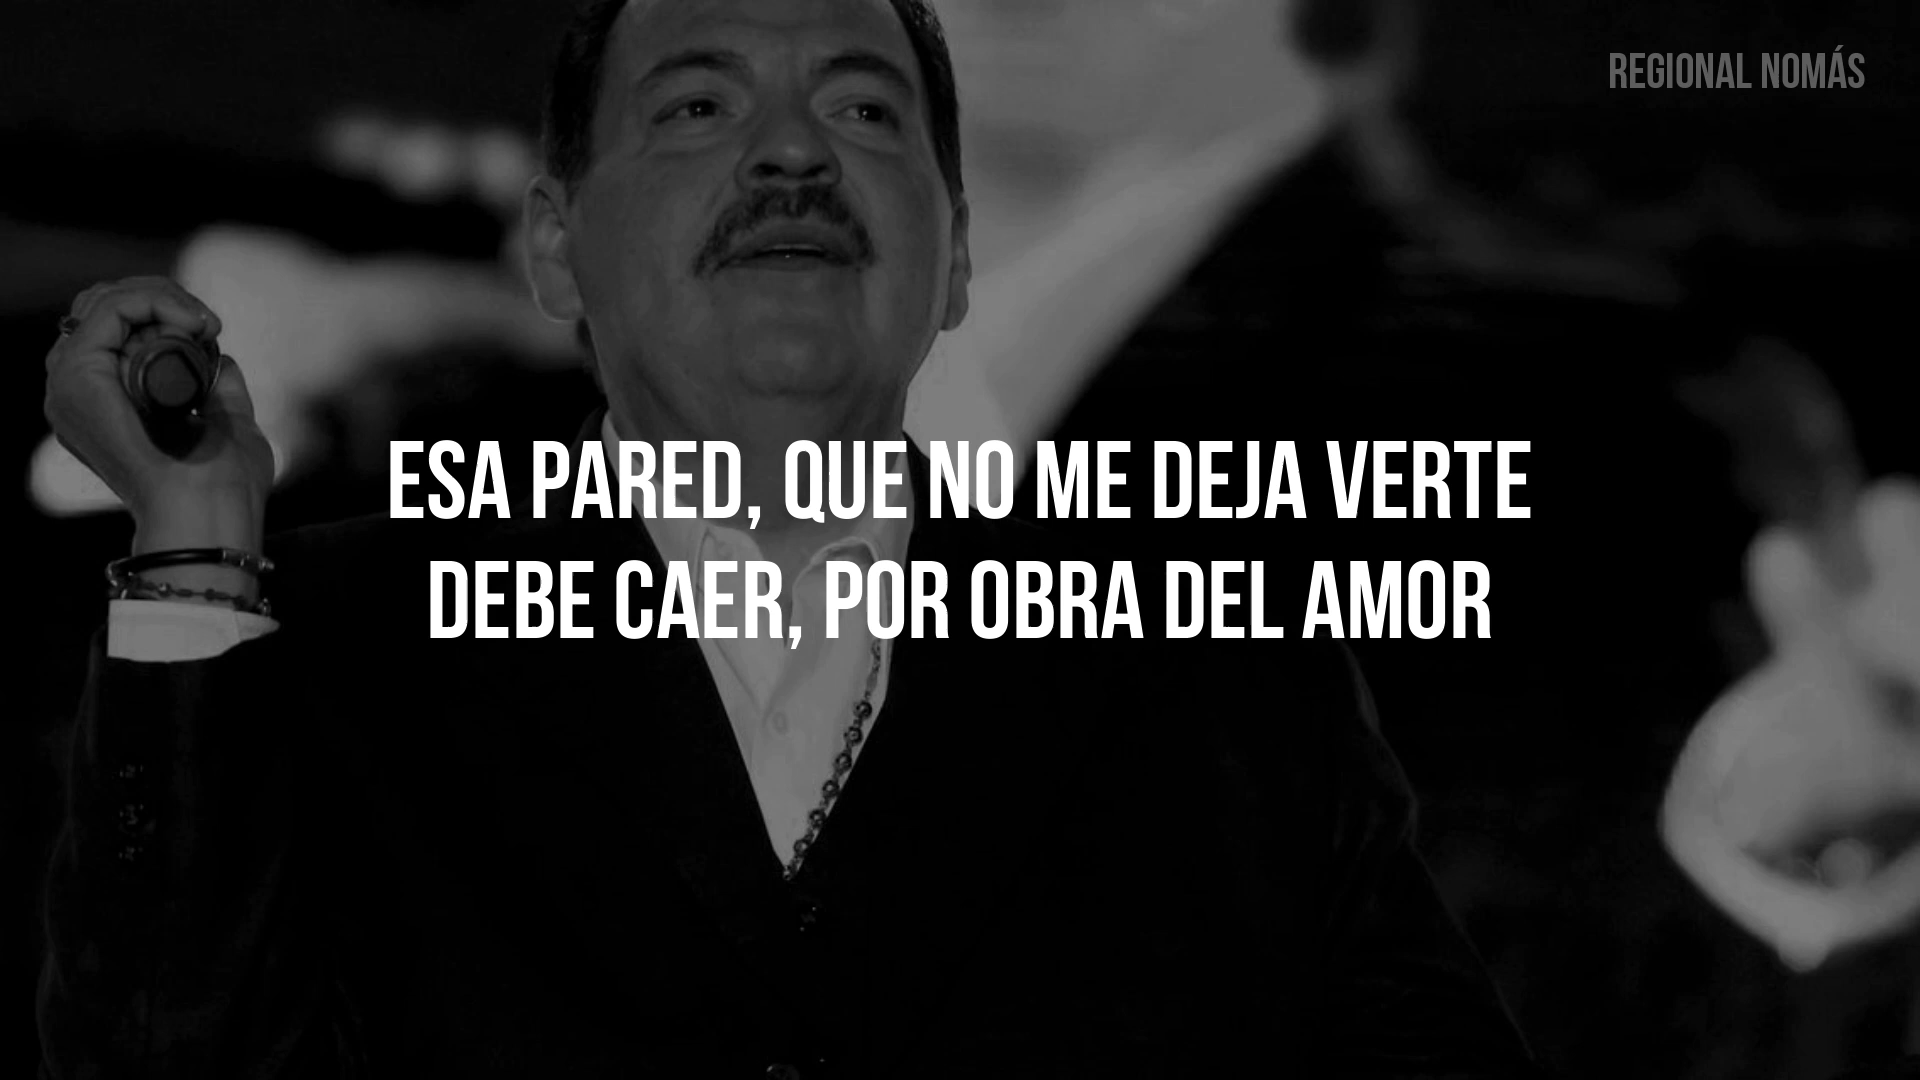 REGIONAL NOMÁS
ESA PARED, QUE NO ME DEJA VERTE
DEBE CAER, POR OBRA DEL AMOR